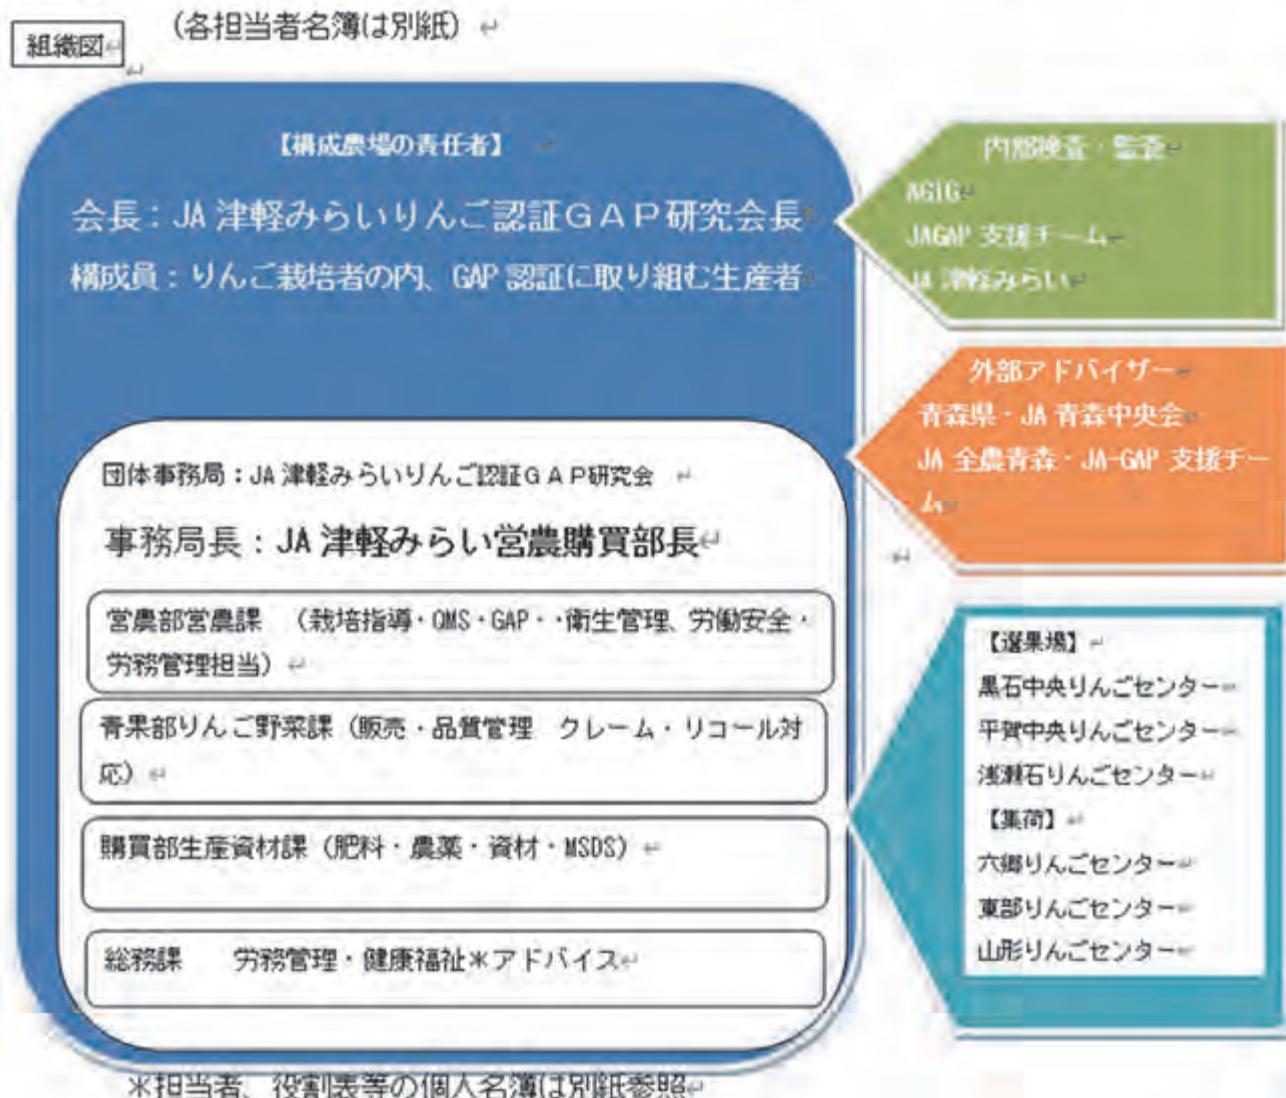 組織図
(各担当者名簿は別紙)
【構成農場の責任者】
会長:JA 津軽みらいりんご認証GAP研究会長
構成員:りんご栽培者の内、GAP 認証に取り組む生産者
団体事務局:JA 津軽みらいりんご認証GAP研究会
事務局長:JA 津軽みらい営農購買部長
営農部営農課 (栽培指導・QMS・GAP・・衛生管理、労働安全・
労務管理担当)
青果部りんご野菜課(販売・品質管理 クレーム・リコール対
応)
購買部生産資材課(肥料・農薬・資材・MSDS)
総務課 労務管理・健康福祉*アドバイス
内部検査・監査
AGIG
JAGAP 支援チーム
JA 津軽みらい
外部アドバイザー
青森県・JA 青森中央会
JA 全農青森・JA-GAP 支援チー
ム
【選果場】
黒石中央りんごセンター
平賀中央りんごセンター
浅瀬石りんごセンター
【集荷】
六郷りんごセンター
東部りんごセンター
山形りんごセンター
*担当者、役割表等の個人名簿は別紙参照